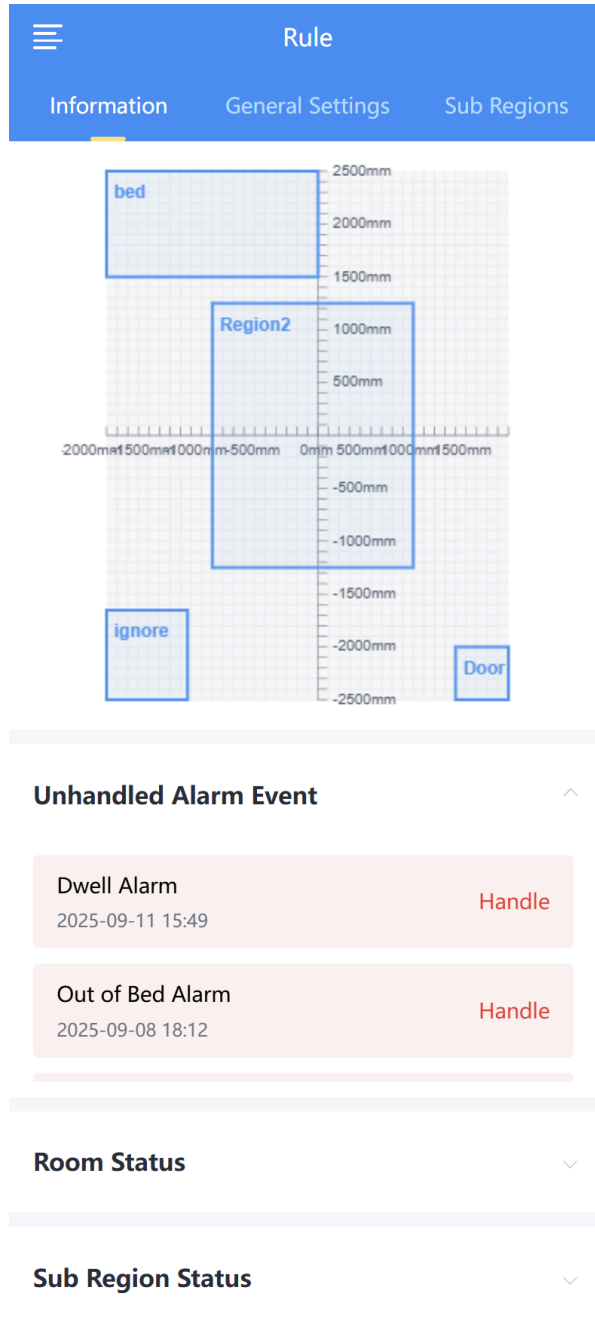 Rule
Information General Settings Sub Regions
2500mm
bed
2000mm
1500mm
Region2
1000mm
500mm
-2000mm -1500mm -1000mm -500mm 0mm 500mm 1000mm 1500mm
-500mm
-1000mm
-1500mm
ignore
-2000mm
Door
-2500mm
Unhandled Alarm Event
Dwell Alarm
Handle
2025-09-11 15:49
Out of Bed Alarm
Handle
2025-09-08 18:12
Room Status
Sub Region Status